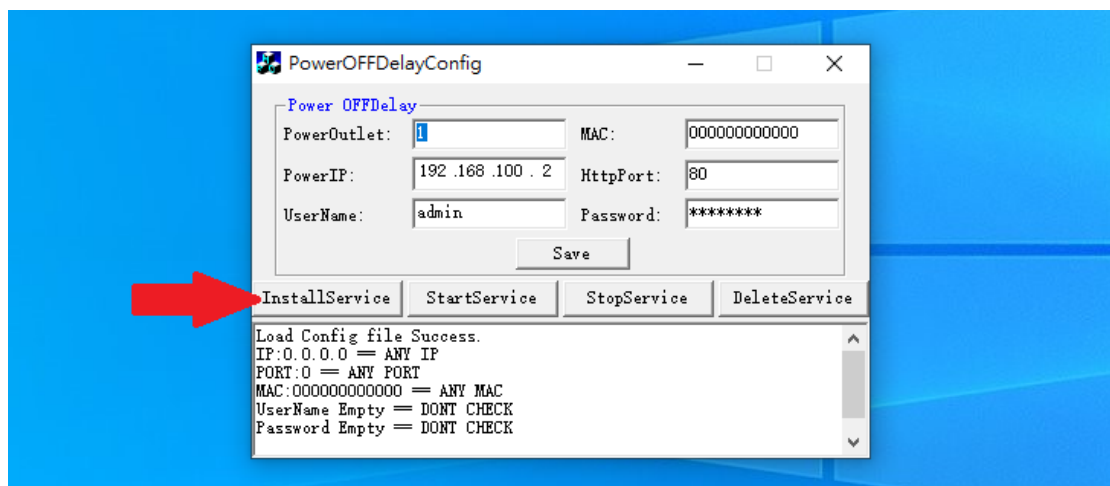 PowerOFFDelayConfig
Power OFFDelay
PowerOutlet: 1 MAC: 000000000000
PowerIP: 192 .168 .100 . 2 HttpPort: 80
UserName: admin Password: ********
Save
InstallService StartService StopService DeleteService
Load Config file Success.
IP:0.0.0.0 == ANY IP
PORT:0 == ANY PORT
MAC:000000000000 == ANY MAC
UserName Empty == DONT CHECK
Password Empty == DONT CHECK